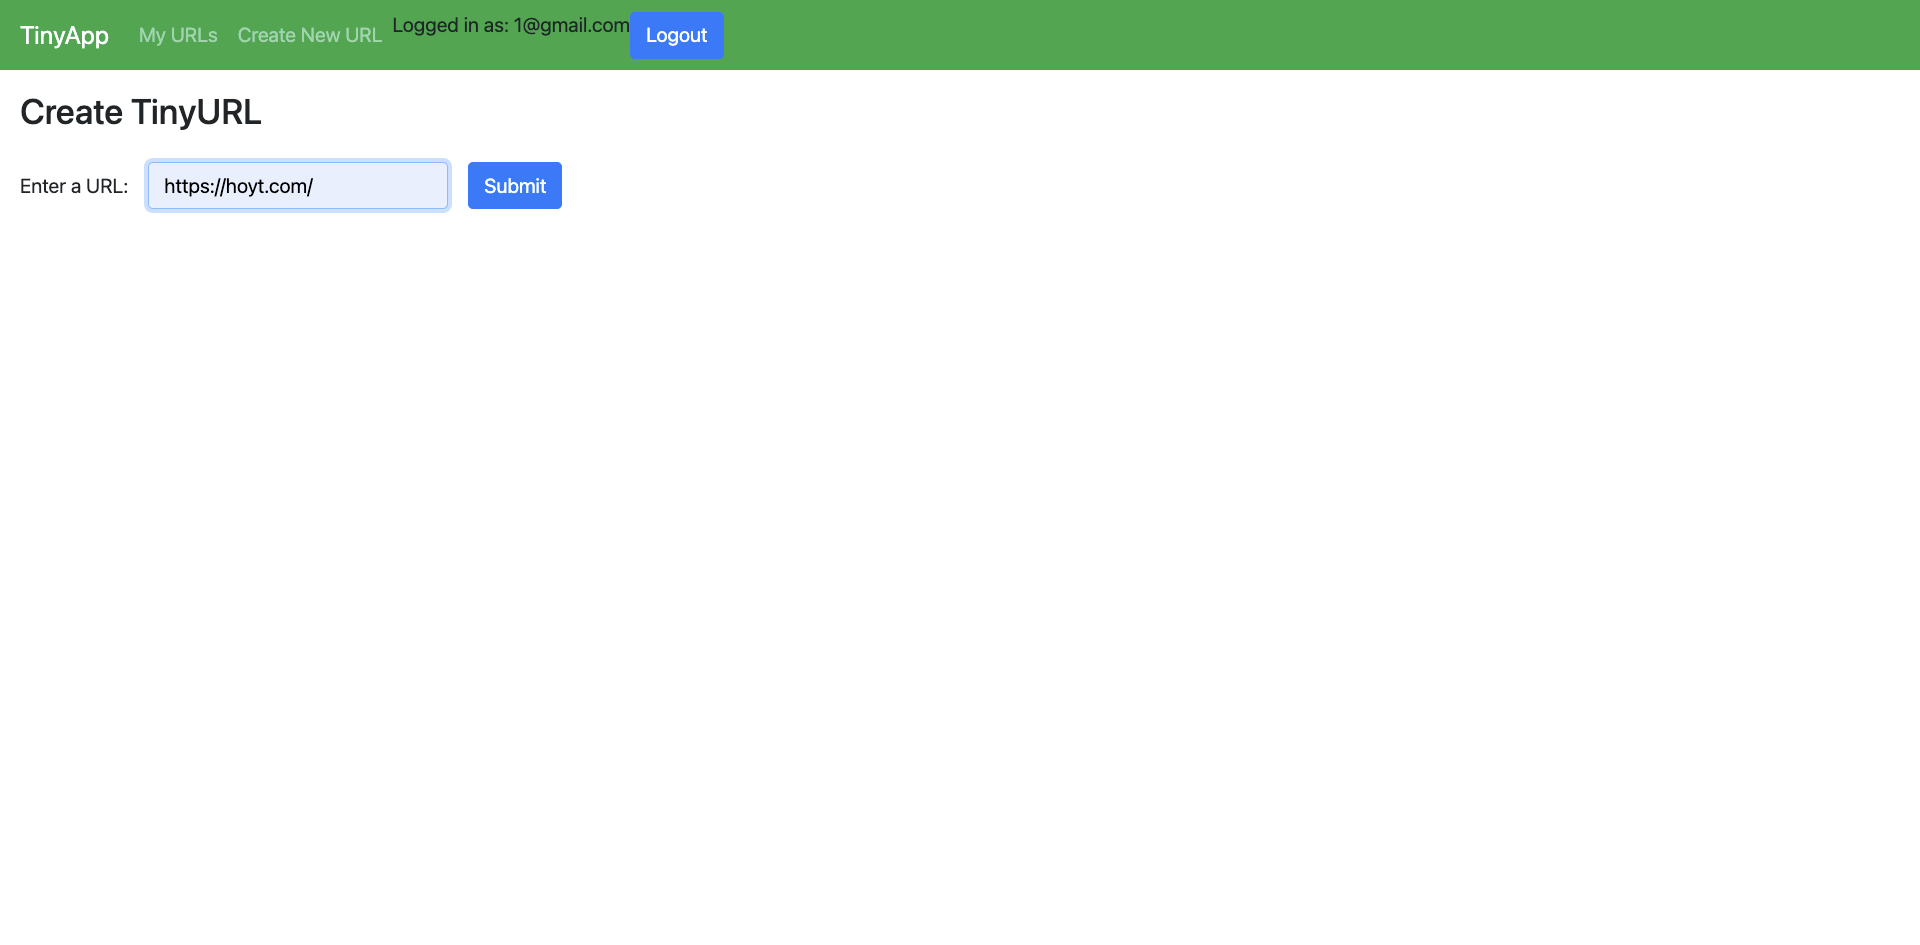 TinyApp My URLs Create New URL Logged in as: 1@gmail.com Logout
Create TinyURL
Enter a URL: https://hoyt.com/ Submit